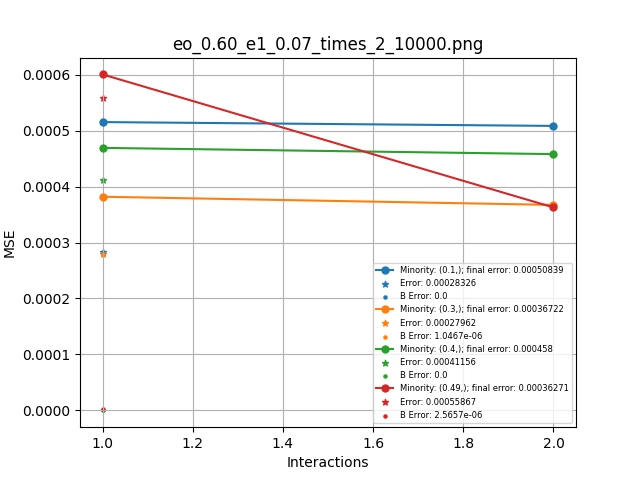 eo_0.60_e1_0.07_times_2_10000.png
0.0006
0.0005
0.0004
0.0003
0.0002
0.0001
0.0000
MSE
Minority: (0.1,); final error: 0.00050839
Error: 0.00028326
B Error: 0.0
Minority: (0.3,); final error: 0.00036722
Error: 0.00027962
B Error: 1.0467e-06
Minority: (0.4,); final error: 0.000458
Error: 0.00041156
B Error: 0.0
Minority: (0.49,); final error: 0.00036271
Error: 0.00055867
B Error: 2.5657e-06
1.0 1.2 1.4 1.6 1.8 2.0
Interactions